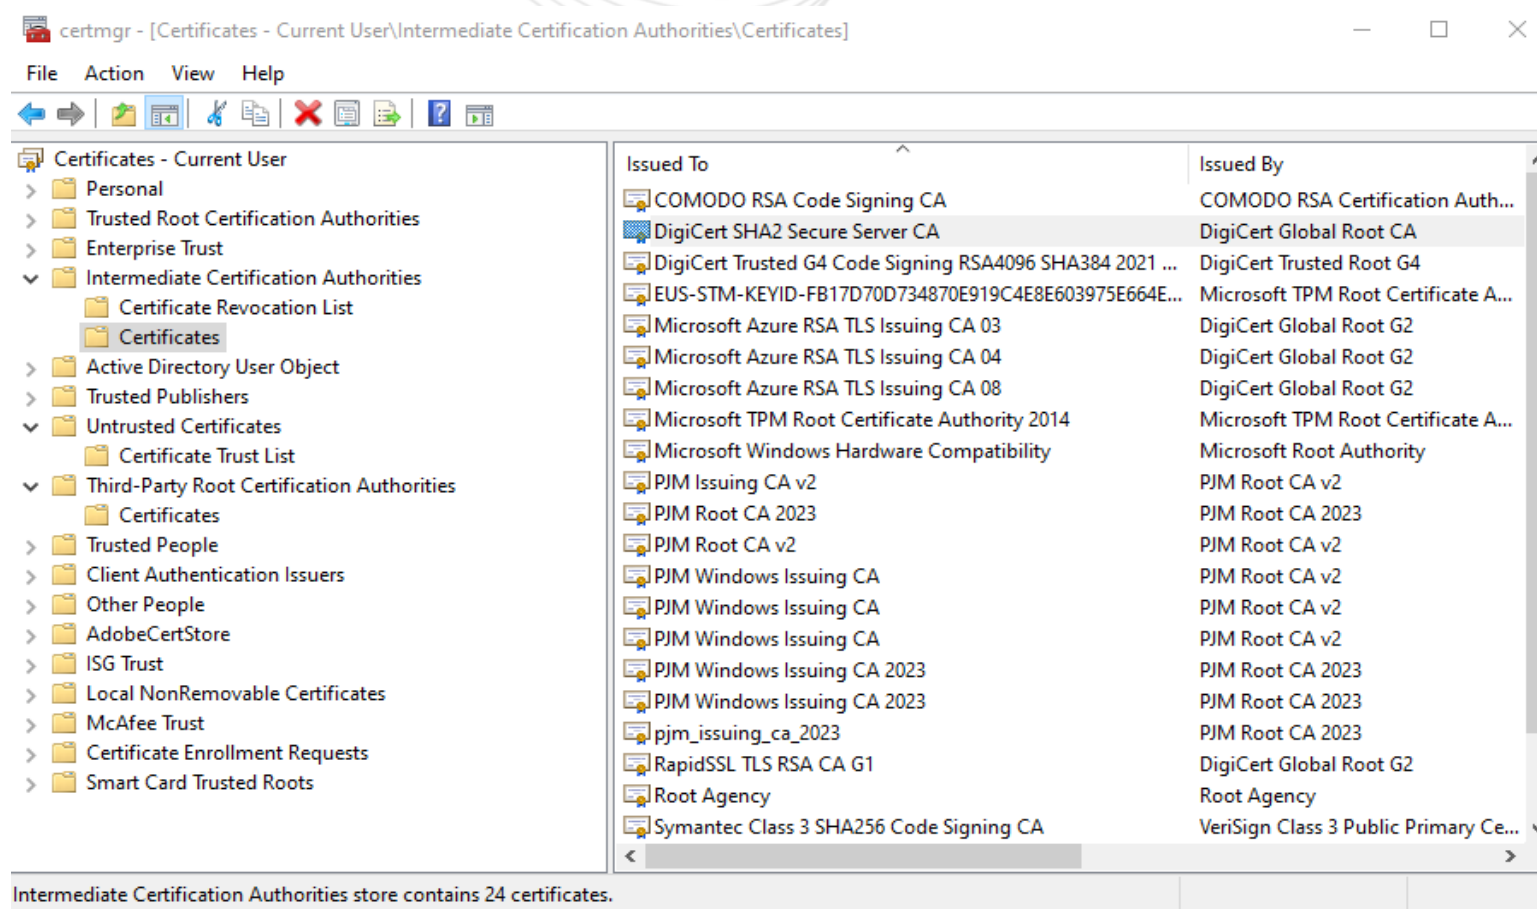 certmgr - [Certificates - Current User\Intermediate Certification Authorities\Certificates]
File Action View Help
Certificates - Current User
Personal
Trusted Root Certification Authorities
Enterprise Trust
Intermediate Certification Authorities
Certificate Revocation List
Certificates
Active Directory User Object
Trusted Publishers
Untrusted Certificates
Certificate Trust List
Third-Party Root Certification Authorities
Certificates
Trusted People
Client Authentication Issuers
Other People
AdobeCertStore
ISG Trust
Local NonRemovable Certificates
McAfee Trust
Certificate Enrollment Requests
Smart Card Trusted Roots
Issued To Issued By
COMODO RSA Code Signing CA COMODO RSA Certification Auth...
DigiCert SHA2 Secure Server CA DigiCert Global Root CA
DigiCert Trusted G4 Code Signing RSA4096 SHA384 2021 ... DigiCert Trusted Root G4
EUS-STM-KEYID-FB17D70D734870E919C4E8E603975E664E... Microsoft TPM Root Certificate A...
Microsoft Azure RSA TLS Issuing CA 03 DigiCert Global Root G2
Microsoft Azure RSA TLS Issuing CA 04 DigiCert Global Root G2
Microsoft Azure RSA TLS Issuing CA 08 DigiCert Global Root G2
Microsoft TPM Root Certificate Authority 2014 Microsoft TPM Root Certificate A...
Microsoft Windows Hardware Compatibility Microsoft Root Authority
PJM Issuing CA v2 PJM Root CA v2
PJM Root CA 2023 PJM Root CA 2023
PJM Root CA v2 PJM Root CA v2
PJM Windows Issuing CA PJM Root CA v2
PJM Windows Issuing CA PJM Root CA v2
PJM Windows Issuing CA PJM Root CA v2
PJM Windows Issuing CA 2023 PJM Root CA 2023
PJM Windows Issuing CA 2023 PJM Root CA 2023
pjm_issuing_ca_2023 PJM Root CA 2023
RapidSSL TLS RSA CA G1 DigiCert Global Root G2
Root Agency Root Agency
Symantec Class 3 SHA256 Code Signing CA VeriSign Class 3 Public Primary Ce...
Intermediate Certification Authorities store contains 24 certificates.